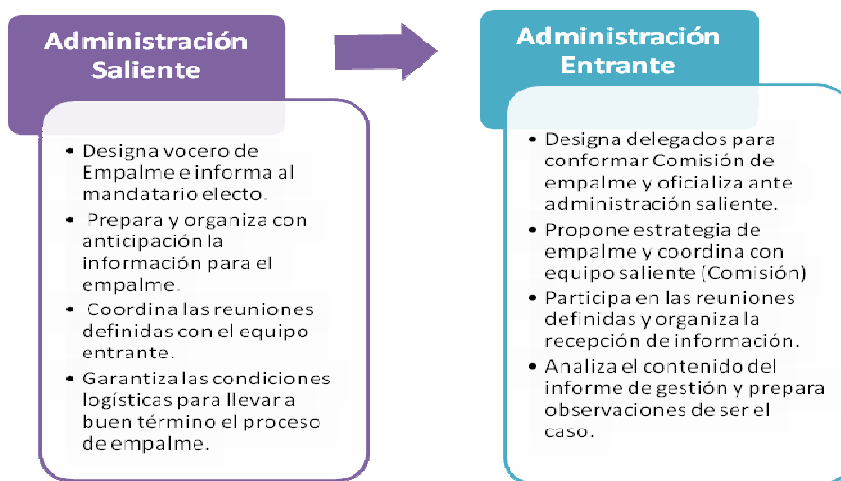 Administración
Saliente
• Designa vocero de
Empalme e informa al
mandatario electo.
• Prepara y organiza con
anticipación la
información para el
empalme.
• Coordina las reuniones
definidas con el equipo
entrante.
• Garantiza las condiciones
logísticas para llevar a
buen término el proceso
de empalme.
Administración
Entrante
• Designa delegados para
conformar Comisión de
empalme y oficializa ante
administración saliente.
• Propone estrategia de
empalme y coordina con
equipo saliente (Comisión)
• Participa en las reuniones
definidas y organiza la
recepción de información.
• Analiza el contenido del
informe de gestión y prepara
observaciones de ser el
caso.